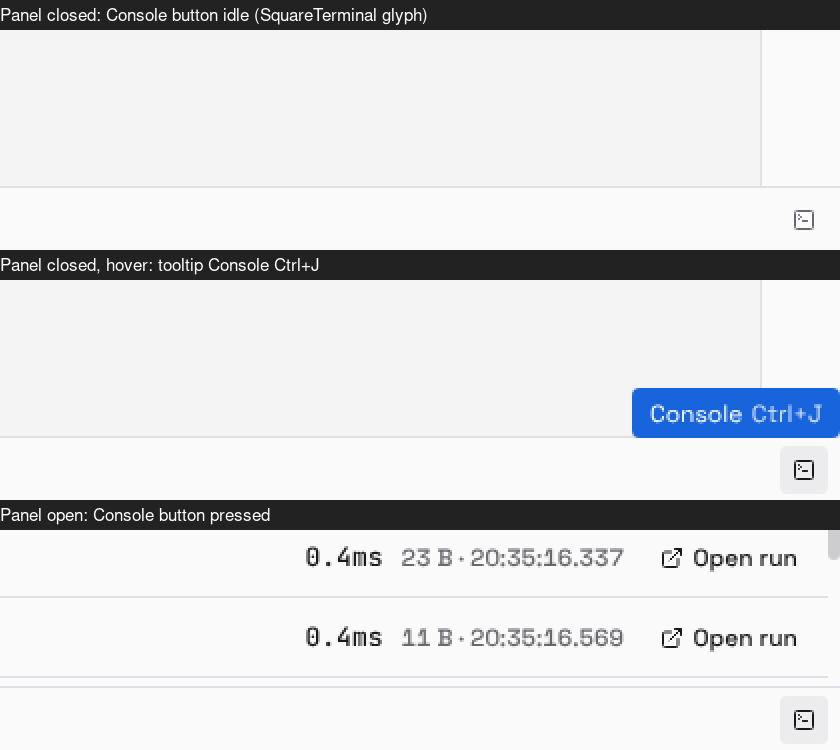 Panel closed: Console button idle (SquareTerminal glyph)
Panel closed, hover: tooltip Console Ctrl+J
Console Ctrl+J
Panel open: Console button pressed
0.4ms 23 B · 20:35:16.337 Open run
0.4ms 11 B · 20:35:16.569 Open run